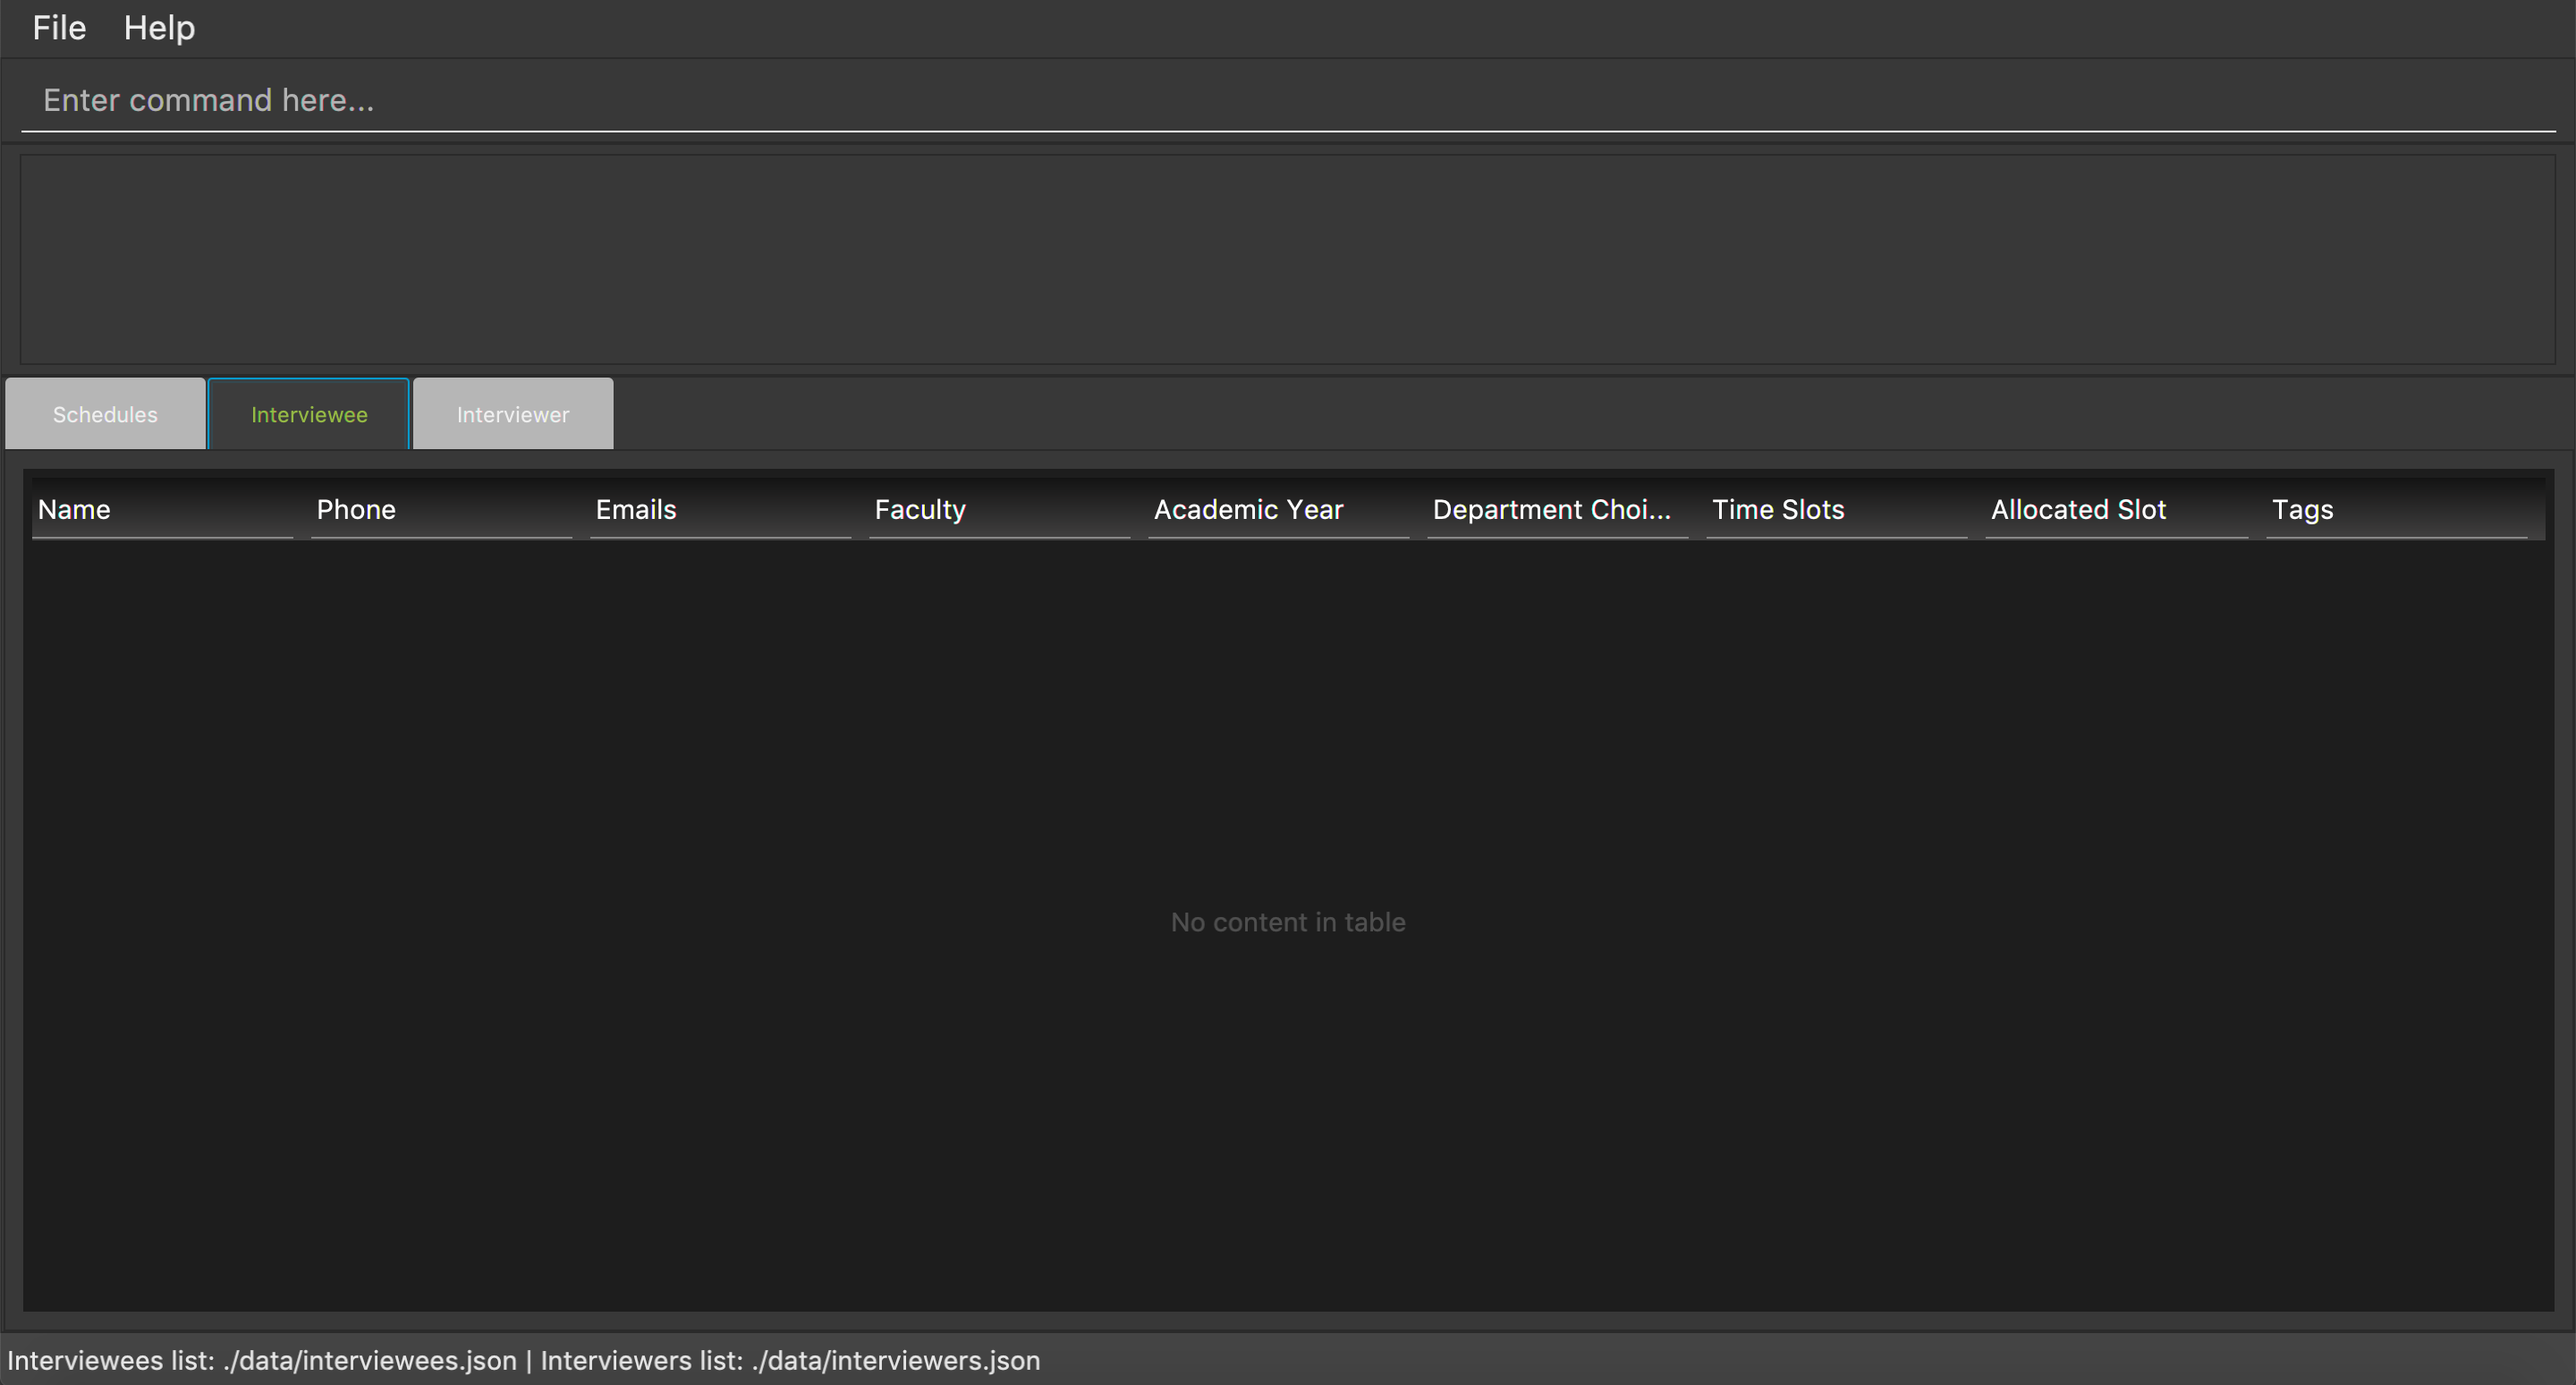 File Help
Enter command here...
Schedules Interviewee Interviewer
Name Phone Emails Faculty Academic Year Department Choi... Time Slots Allocated Slot Tags
No content in table
Interviewees list: ./data/interviewees.json | Interviewers list: ./data/interviewers.json